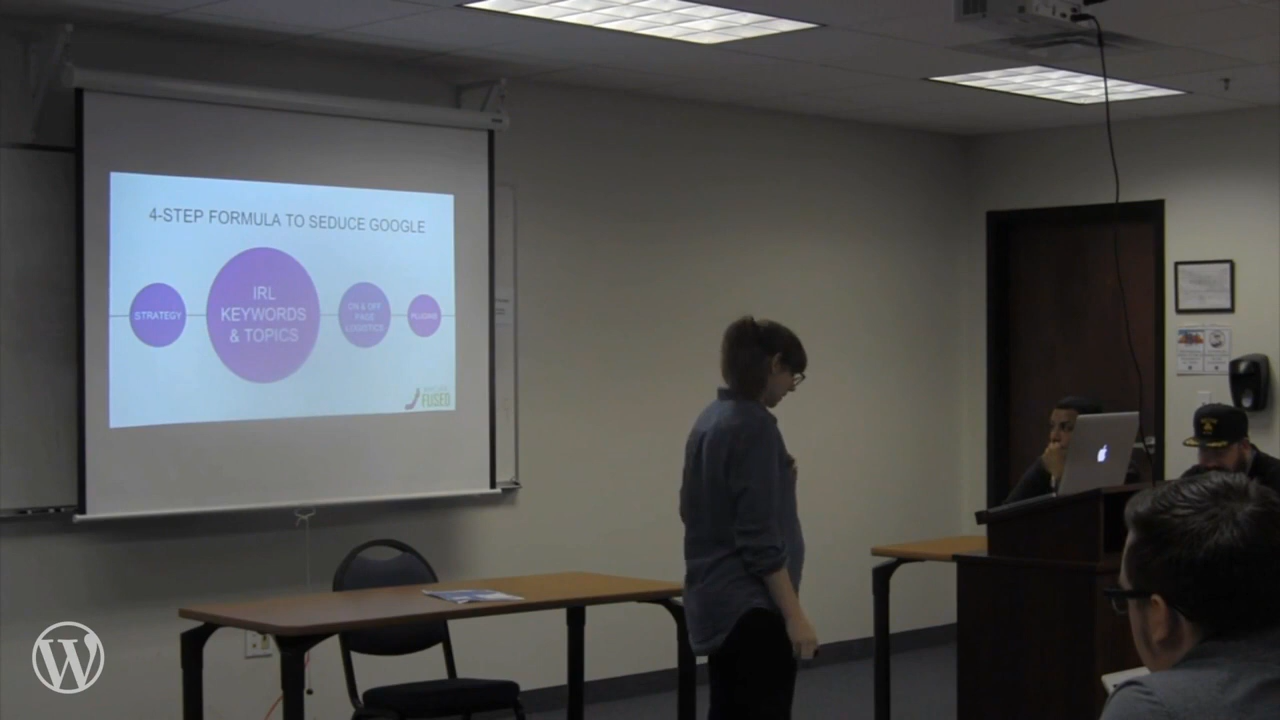 4-STEP FORMULA TO SEDUCE GOOGLE
STRATEGY
IRL
KEYWORDS
& TOPICS
ON & OFF
PAGE
LOGISTICS
PLUGINS
FUSED